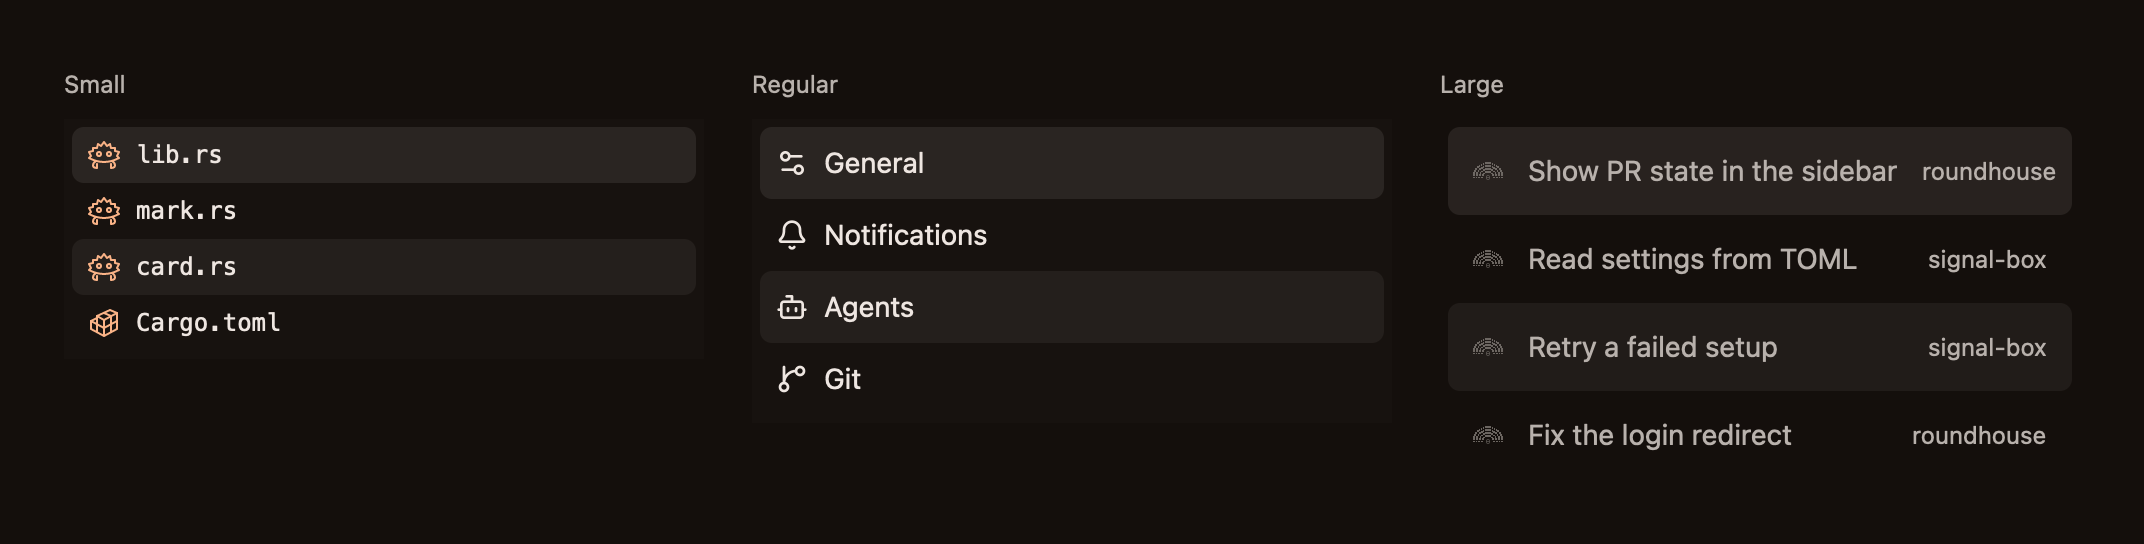 Small
lib.rs
mark.rs
card.rs
Cargo.toml
Regular
General
Notifications
Agents
Git
Large
Show PR state in the sidebar roundhouse
Read settings from TOML signal-box
Retry a failed setup signal-box
Fix the login redirect roundhouse